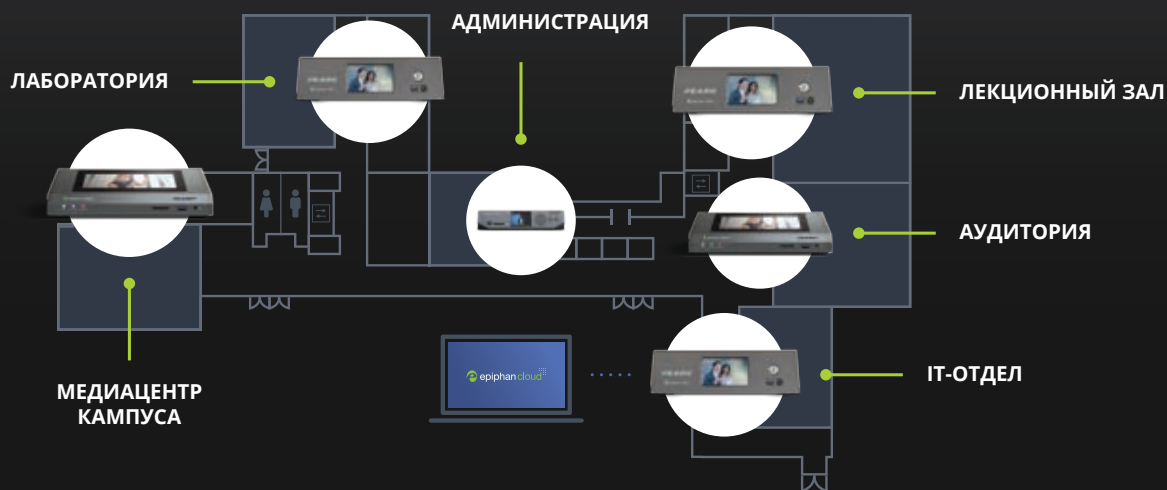 АДМИНИСТРАЦИЯ
ЛАБОРАТОРИЯ
ЛЕКЦИОННЫЙ ЗАЛ
АУДИТОРИЯ
epiphan cloud
IT-ОТДЕЛ
МЕДИАЦЕНТР
КАМПУСА